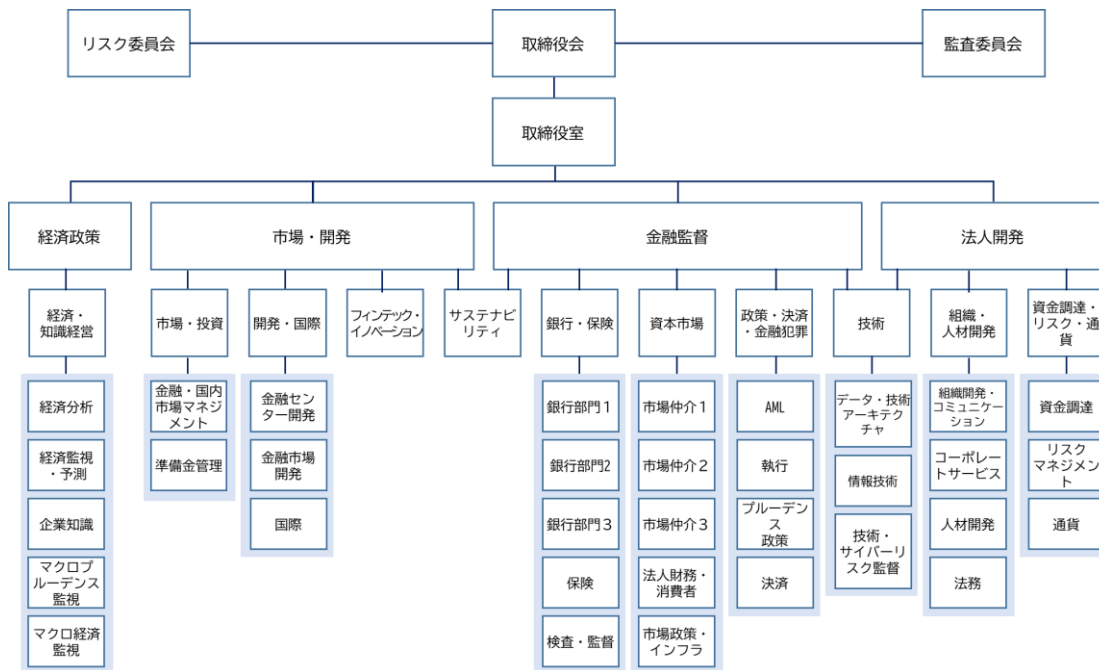 リスク委員会
取締役会
監査委員会
取締役室
経済政策
市場・開発
金融監督
法人開発
経済・
知識経営
市場・投資
開発・国際
フィンテック・
イノベーション
サステナビ
リティ
銀行・保険
資本市場
政策・決済
・金融犯罪
技術
組織・
人材開発
資金調達・
リスク・通
貨
経済分析
経済監視
・予測
企業知識
マクロプ
ルーデンス
監視
マクロ経済
監視
金融・国内
市場マネジ
メント
準備金管理
金融セン
ター開発
金融市場
開発
国際
銀行部門1
銀行部門2
銀行部門3
保険
検査・監督
市場仲介1
市場仲介2
市場仲介3
法人財務・
消費者
市場政策・
インフラ
AML
執行
プルーデン
ス
政策
決済
データ・技術
アーキテク
チャ
情報技術
技術・
サイバーリ
スク監督
組織開発・
コミュニケー
ション
コーポレー
トサービス
人材開発
法務
資金調達
リスク
マネジメン
ト
通貨